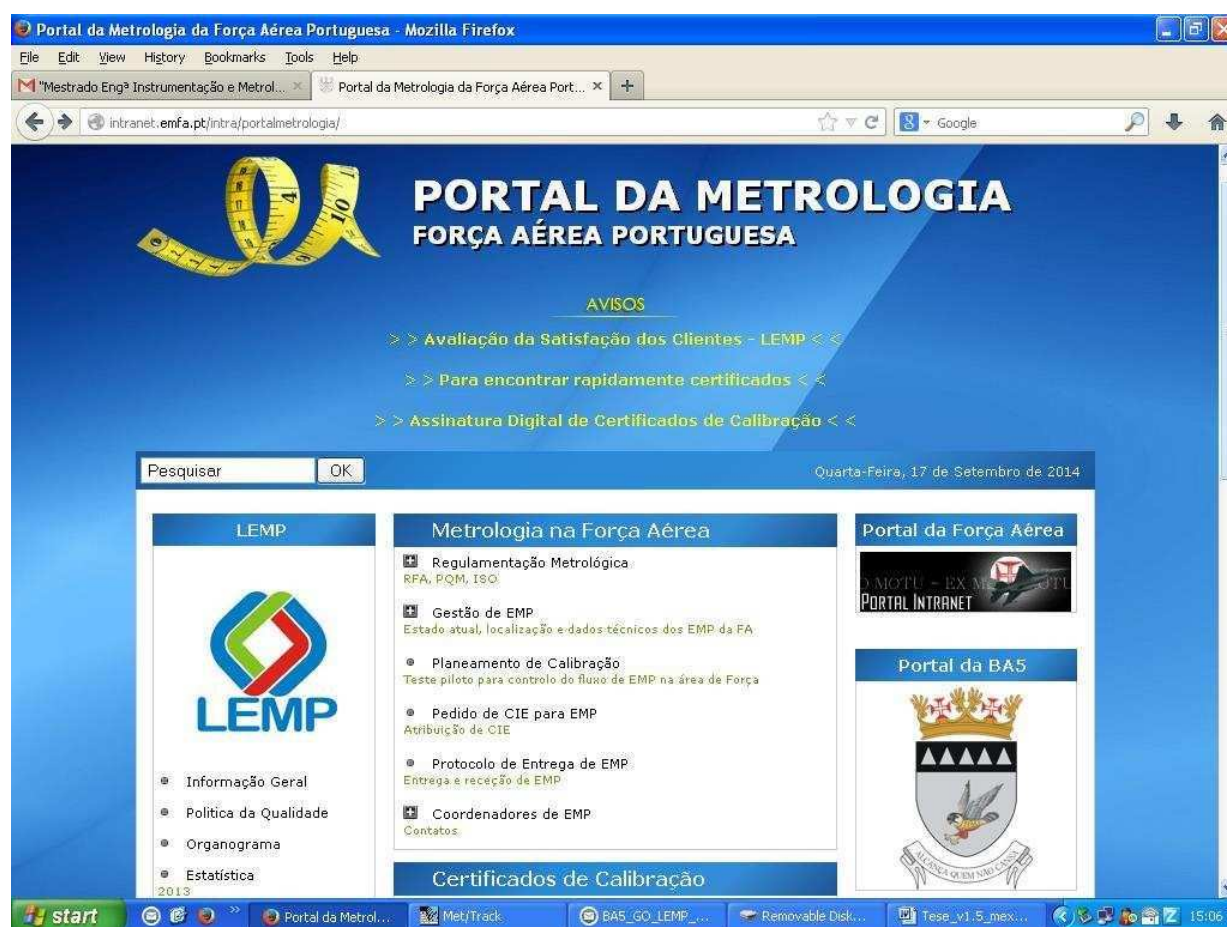 Portal da Metrologia da Força Aérea Portuguesa - Mozilla Firefox
File Edit View History Bookmarks Tools Help
"Mestrado Engª Instrumentação e Metrol...
Portal da Metrologia da Força Aérea Port...
intranet.emfa.pt/intra/portalmetrologia/
Google
PORTAL DA METROLOGIA
FORÇA AÉREA PORTUGUESA
AVISOS
> > Avaliação da Satisfação dos Clientes - LEMP < <
> > Para encontrar rapidamente certificados < <
> > Assinatura Digital de Certificados de Calibração < <
Pesquisar OK
Quarta-Feira, 17 de Setembro de 2014
LEMP
LEMP
Informação Geral
Politica da Qualidade
Organograma
Estatística
2013
Metrologia na Força Aérea
Regulamentação Metrológica
RFA, PQM, ISO
Gestão de EMP
Estado atual, localização e dados técnicos dos EMP da FA
Planeamento de Calibração
Teste piloto para controlo do fluxo de EMP na área de Força
Pedido de CIE para EMP
Atribuição de CIE
Protocolo de Entrega de EMP
Entrega e receção de EMP
Coordenadores de EMP
Contatos
Certificados de Calibração
Portal da Força Aérea
PORTAL INTRANET
Portal da BA5
ALCANÇA QUEM NÃO CANSA
start
Portal da Metrol...
Met/Track
BA5_GO_LEMP_...
Removable Disk...
Tese_v1.5_mex...
15:06